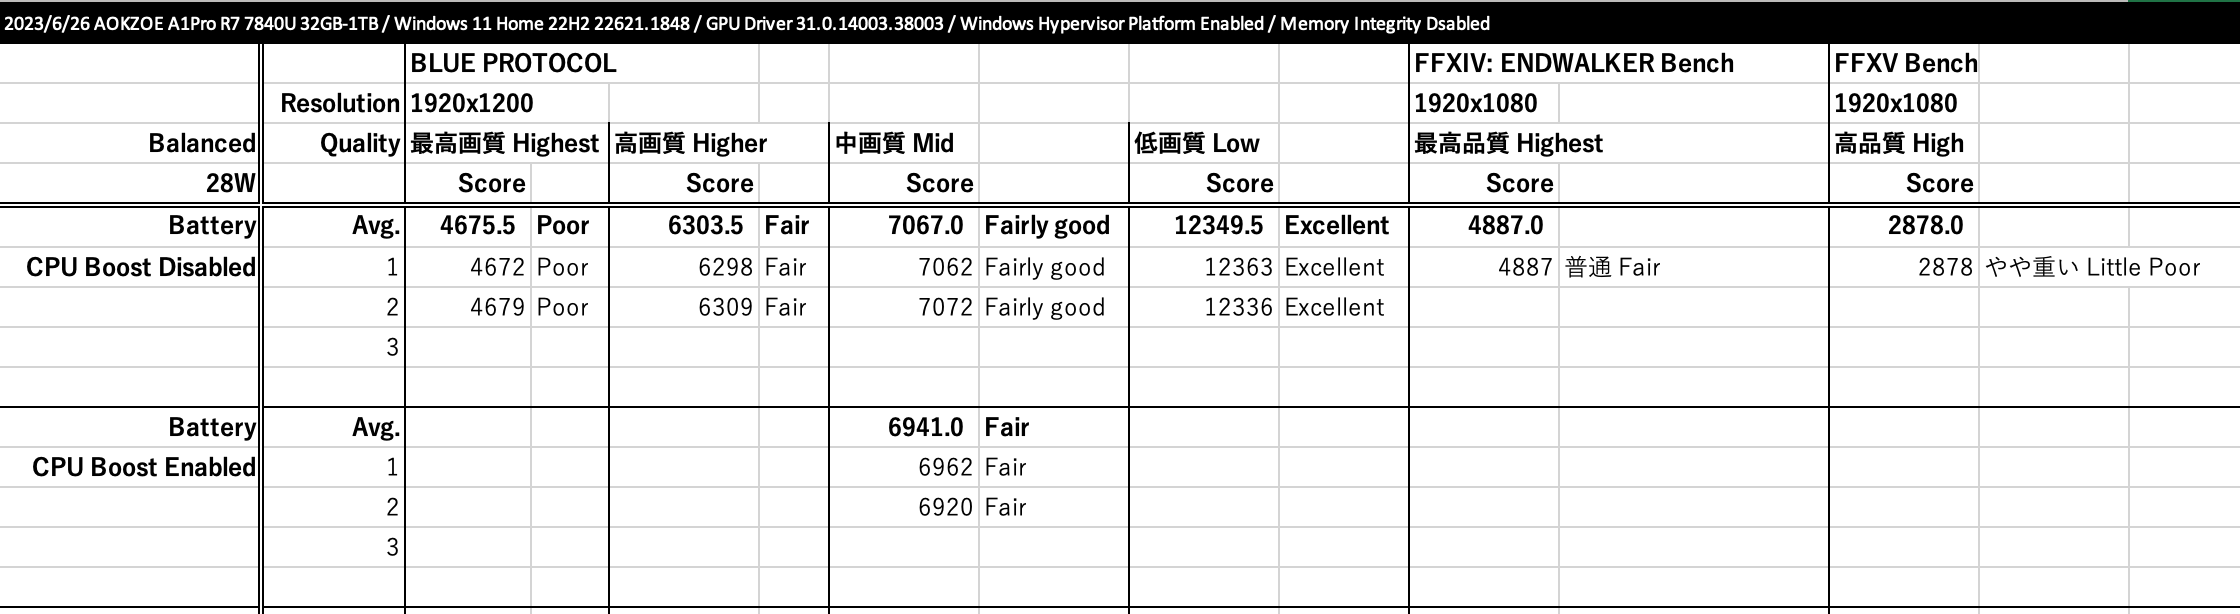 2023/6/26 AOKZOE A1Pro R7 7840U 32GB-1TB / Windows 11 Home 22H2 22621.1848 / GPU Driver 31.0.14003.38003 / Windows Hypervisor Platform Enabled / Memory Integrity Dsabled
BLUE PROTOCOL FFXIV: ENDWALKER Bench FFXV Bench
Resolution 1920x1200 1920x1080 1920x1080
Balanced Quality 最高画質 Highest 高画質 Higher 中画質 Mid 低画質 Low 最高品質 Highest 高品質 High
28W Score Score Score Score Score Score
Battery Avg. 4675.5 Poor 6303.5 Fair 7067.0 Fairly good 12349.5 Excellent 4887.0 2878.0
CPU Boost Disabled 1 4672 Poor 6298 Fair 7062 Fairly good 12363 Excellent 4887 普通 Fair 2878 やや重い Little Poor
2 4679 Poor 6309 Fair 7072 Fairly good 12336 Excellent
3
Battery Avg. 6941.0 Fair
CPU Boost Enabled 1 6962 Fair
2 6920 Fair
3